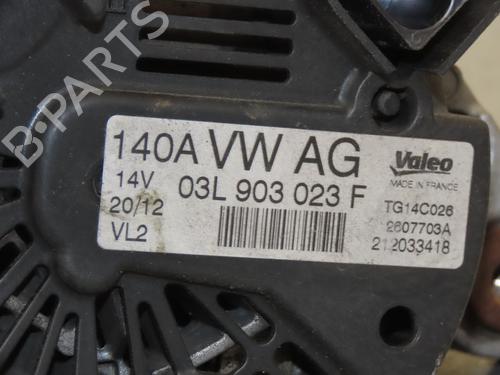 B-PARTS
140A VW AG
Valeo
14V 03L 903 023 F
MADE IN FRANCE
20/12
TG14C026
VL2
2607703A
212033418